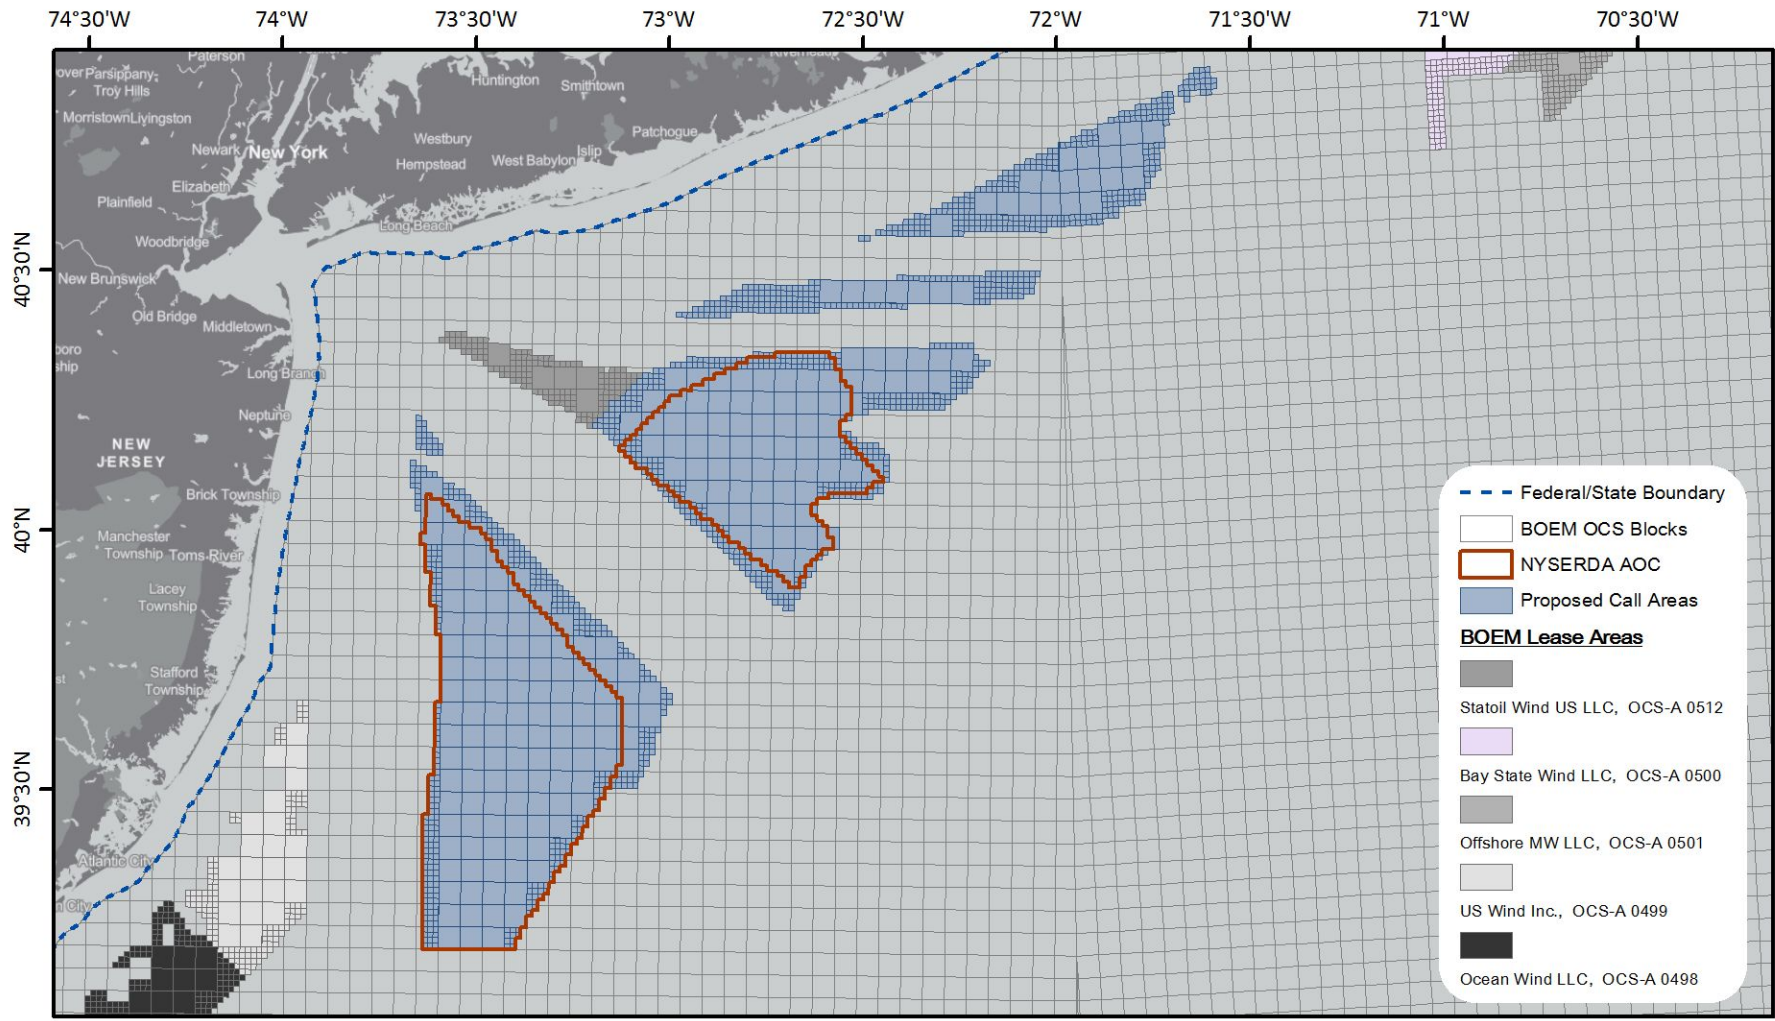 74°30'W 74°W 73°30'W 73°W 72°30'W 72°W 71°30'W 71°W 70°30'W
Paterson
over Parsippany-
Troy Hills
Huntington
Smithtown
Morristown Livingston
Newark
New York
Westbury
Hempstead
West Babylon
Islip
Patchogue
Elizabeth
Plainfield
Long Beach
Woodbridge
40°30'N
New Brunswick
Old Bridge
Middletown
boro
ship
Long Branch
Neptune
NEW
JERSEY
Brick Township
40°N
Manchester
Township
Toms River
Lacey
Township
Stafford
Township
st
39°30'N
Atlantic City
n City
Federal/State Boundary
BOEM OCS Blocks
NYSERDA AOC
Proposed Call Areas
BOEM Lease Areas
Statoil Wind US LLC, OCS-A 0512
Bay State Wind LLC, OCS-A 0500
Offshore MW LLC, OCS-A 0501
US Wind Inc., OCS-A 0499
Ocean Wind LLC, OCS-A 0498